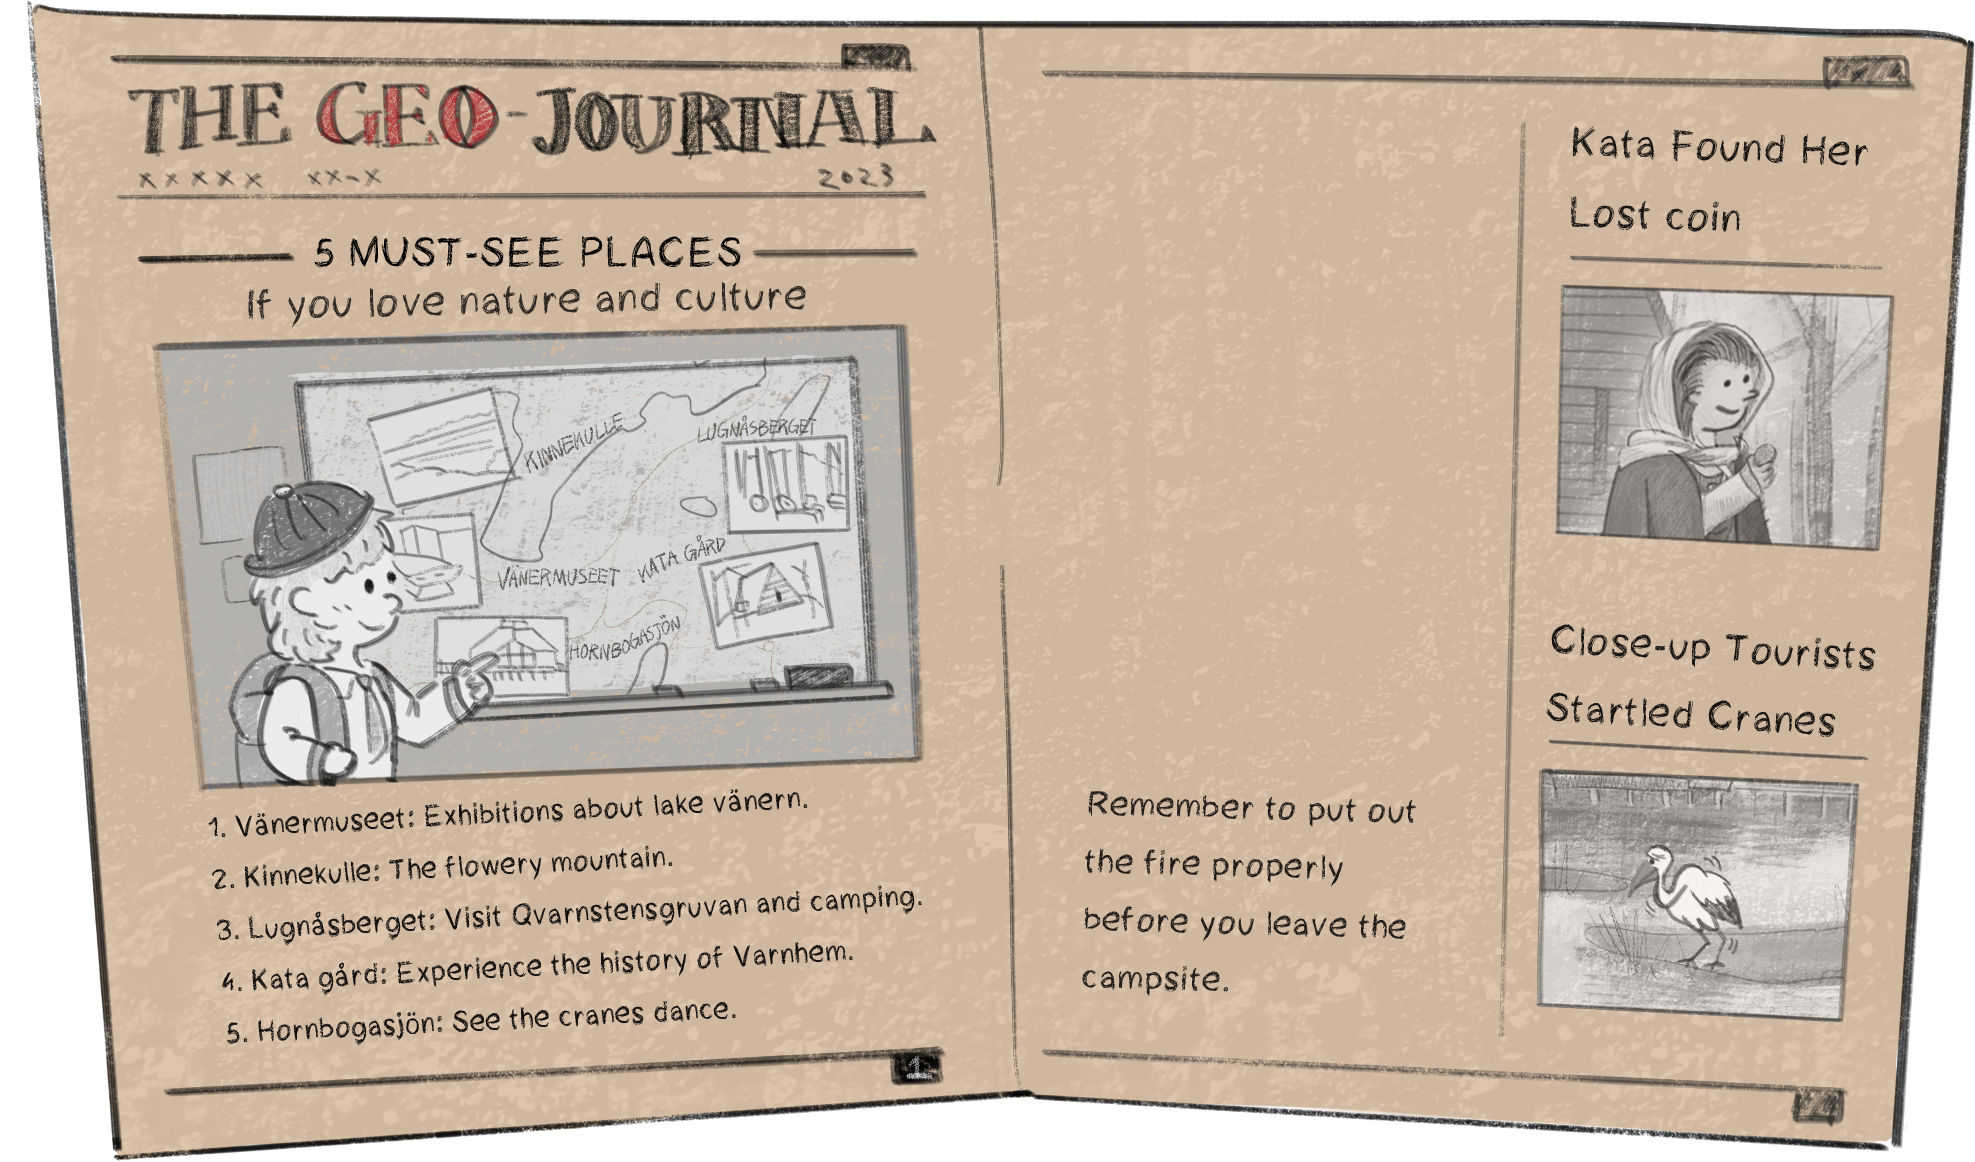 THE GEO-JOURNAL
xxxxx xx-x 2023
5 MUST-SEE PLACES
If you love nature and culture
KINNEKULLE
LUGNÅSBERGET
VÄNERMUSEET
KATA GÅRD
HORNBOGASJÖN
1. Vänermuseet: Exhibitions about lake vänern.
2. Kinnekulle: The flowery mountain.
3. Lugnåsberget: Visit Qvarnstensgruvan and camping.
4. Kata gård: Experience the history of Varnhem.
5. Hornbogasjön: See the cranes dance.
1
Remember to put out
the fire properly
before you leave the
campsite.
Kata Found Her
Lost coin
Close-up Tourists
Startled Cranes